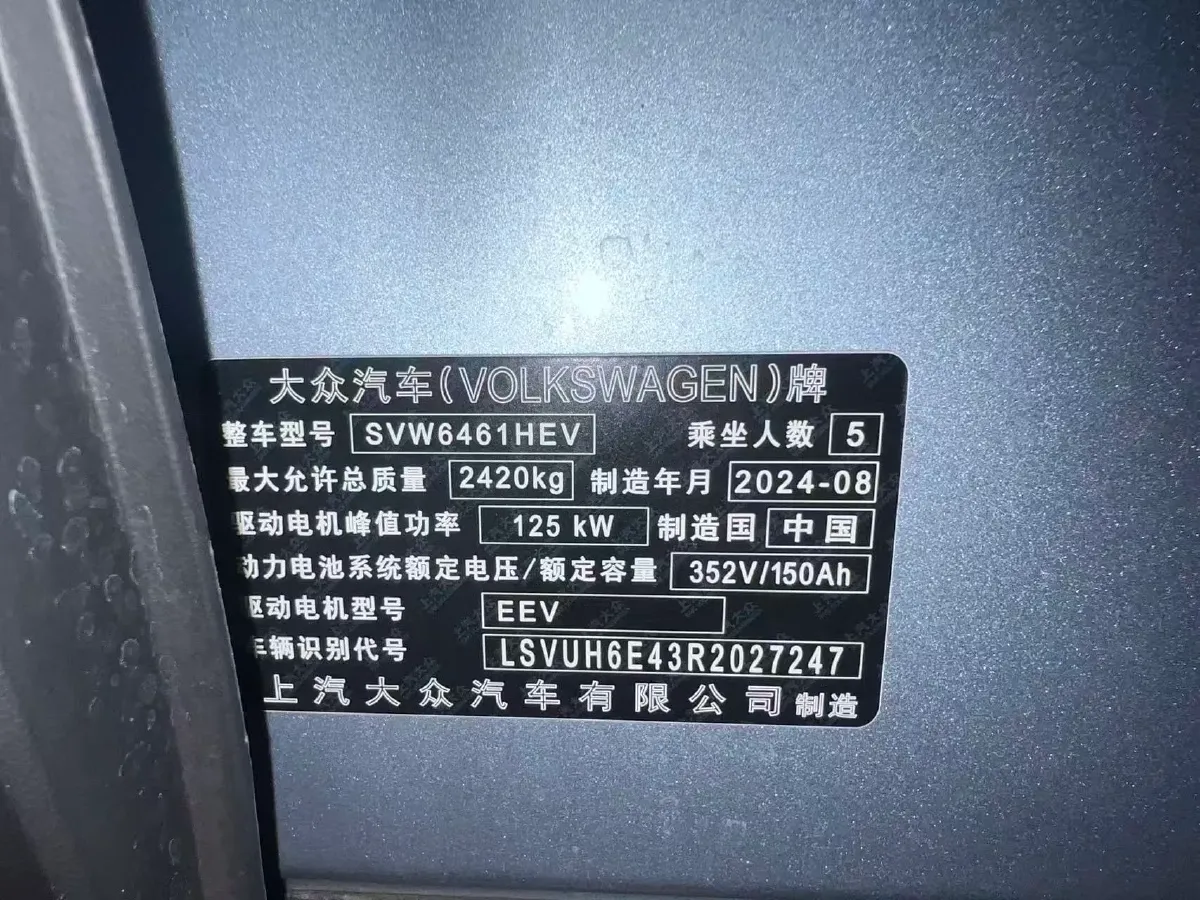 大众汽车(VOLKSWAGEN)牌
整车型号 SVW6461HEV 乘坐人数 5
最大允许总质量 2420kg 制造年月 2024-08
驱动电机峰值功率 125 kW 制造国 中国
动力电池系统额定电压/额定容量 352V/150Ah
驱动电机型号 EEV
车辆识别代号 LSVUH6E43R2027247
上汽大众汽车有限公司 制造